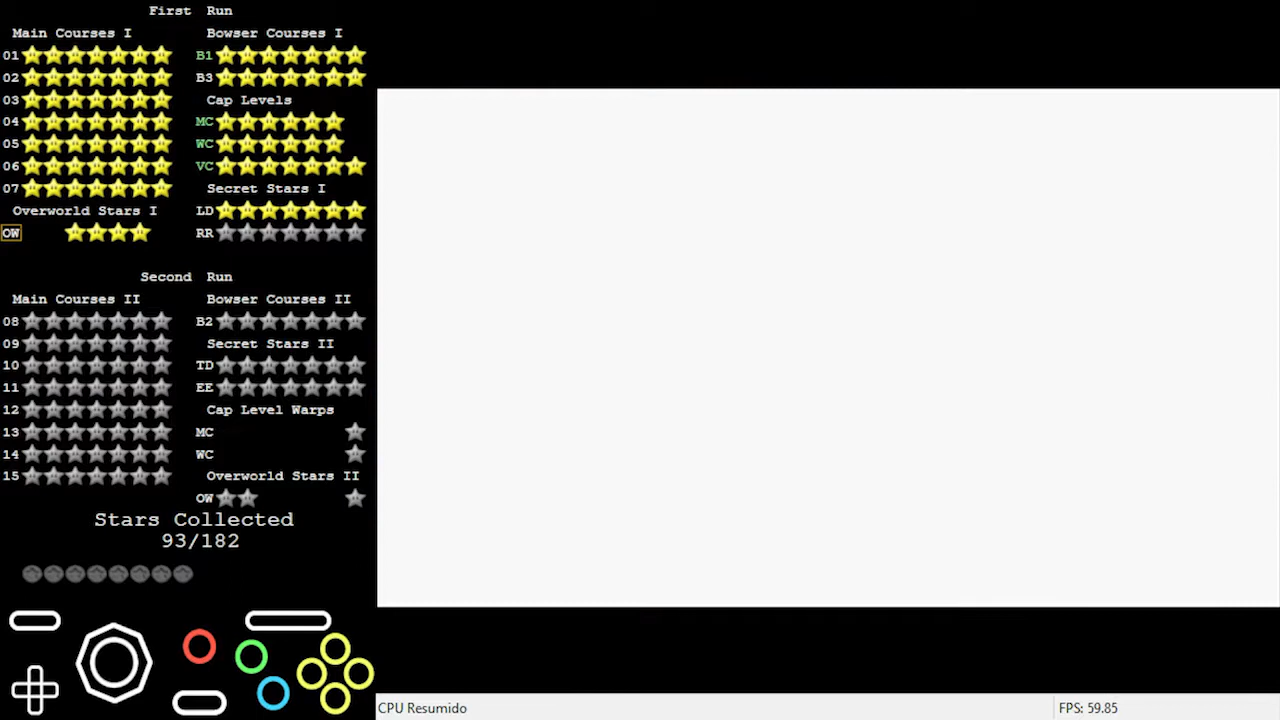 First Run
Main Courses I
Bowser Courses I
01
B1
02
B3
03
Cap Levels
04
MC
05
WC
06
VC
07
Secret Stars I
Overworld Stars I
LD
OW
RR
Second Run
Main Courses II
Bowser Courses II
08
B2
09
Secret Stars II
10
TD
11
EE
12
Cap Level Warps
13
MC
14
WC
15
Overworld Stars II
OW
Stars Collected
93/182
CPU Resumido
FPS: 59.85